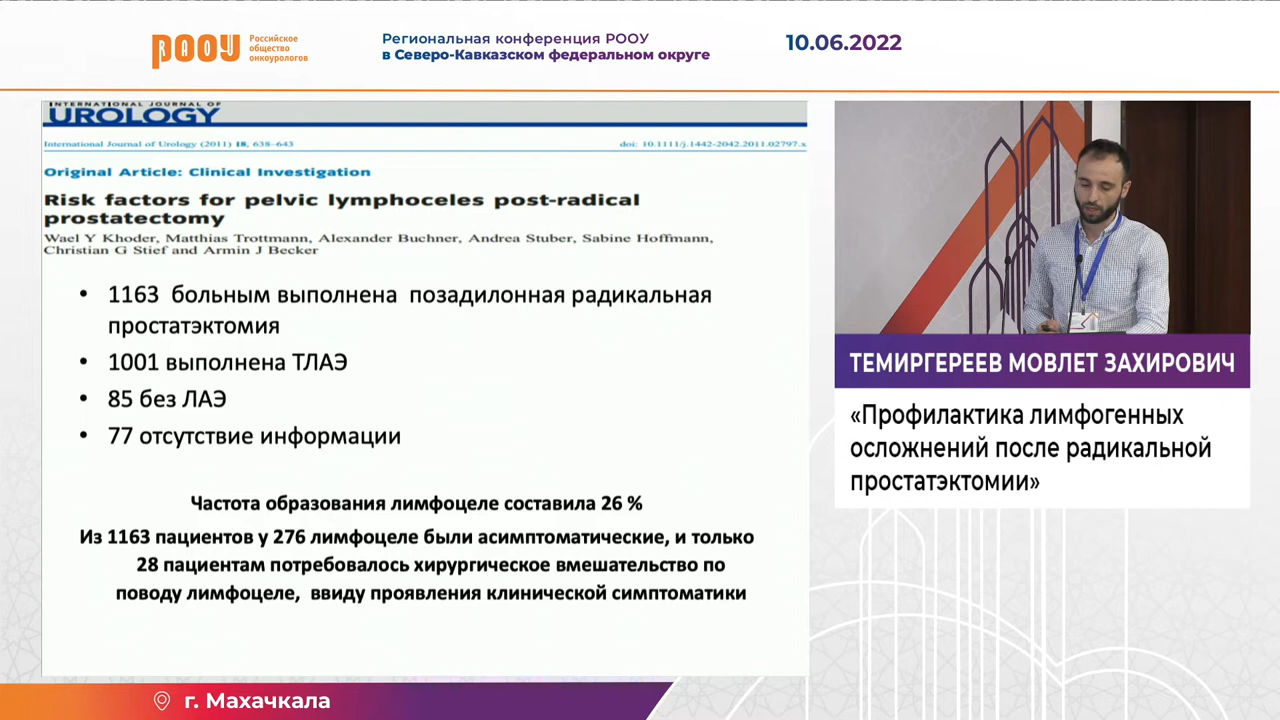 РООУ
Российское
общество
онкоурологов
Региональная конференция РООУ
в Северо-Кавказском федеральном округе
10.06.2022
INTERNATIONAL JOURNAL OF
UROLOGY
International Journal of Urology (2011) 18, 638–643
doi: 10.1111/j.1442-2042.2011.02797.x
Original Article: Clinical Investigation
Risk factors for pelvic lymphoceles post-radical
prostatectomy
Wael Y Khoder, Matthias Trottmann, Alexander Buchner, Andrea Stuber, Sabine Hoffmann,
Christian G Stief and Armin J Becker
• 1163 больным выполнена позадилонная радикальная
простатэктомия
• 1001 выполнена ТЛАЭ
• 85 без ЛАЭ
• 77 отсутствие информации
Частота образования лимфоцеле составила 26 %
Из 1163 пациентов у 276 лимфоцеле были асимптоматические, и только
28 пациентам потребовалось хирургическое вмешательство по
поводу лимфоцеле, ввиду проявления клинической симптоматики
ТЕМИРГЕРЕЕВ МОВЛЕТ ЗАХИРОВИЧ
«Профилактика лимфогенных
осложнений после радикальной
простатэктомии»
г. Махачкала